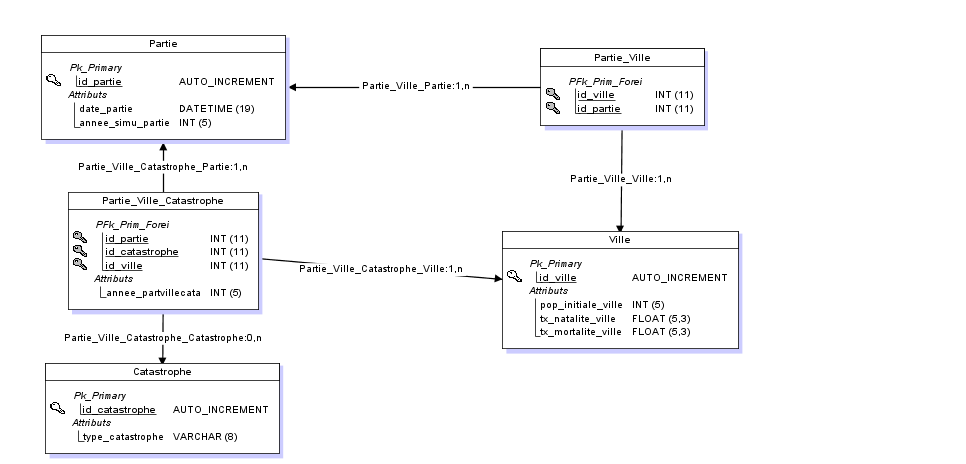 Partie
Pk_Primary
id_partie AUTO_INCREMENT
Attributs
date_partie DATETIME (19)
annee_simu_partie INT (5)
Partie_Ville_Partie:1,n
Partie_Ville
PFk_Prim_Forei
id_ville INT (11)
id_partie INT (11)
Partie_Ville_Catastrophe_Partie:1,n
Partie_Ville_Ville:1,n
Partie_Ville_Catastrophe
PFk_Prim_Forei
id_partie INT (11)
id_catastrophe INT (11)
id_ville INT (11)
Attributs
annee_partvillecata INT (5)
Partie_Ville_Catastrophe_Ville:1,n
Ville
Pk_Primary
id_ville AUTO_INCREMENT
Attributs
pop_initiale_ville INT (5)
tx_natalite_ville FLOAT (5,3)
tx_mortalite_ville FLOAT (5,3)
Partie_Ville_Catastrophe_Catastrophe:0,n
Catastrophe
Pk_Primary
id_catastrophe AUTO_INCREMENT
Attributs
type_catastrophe VARCHAR (8)